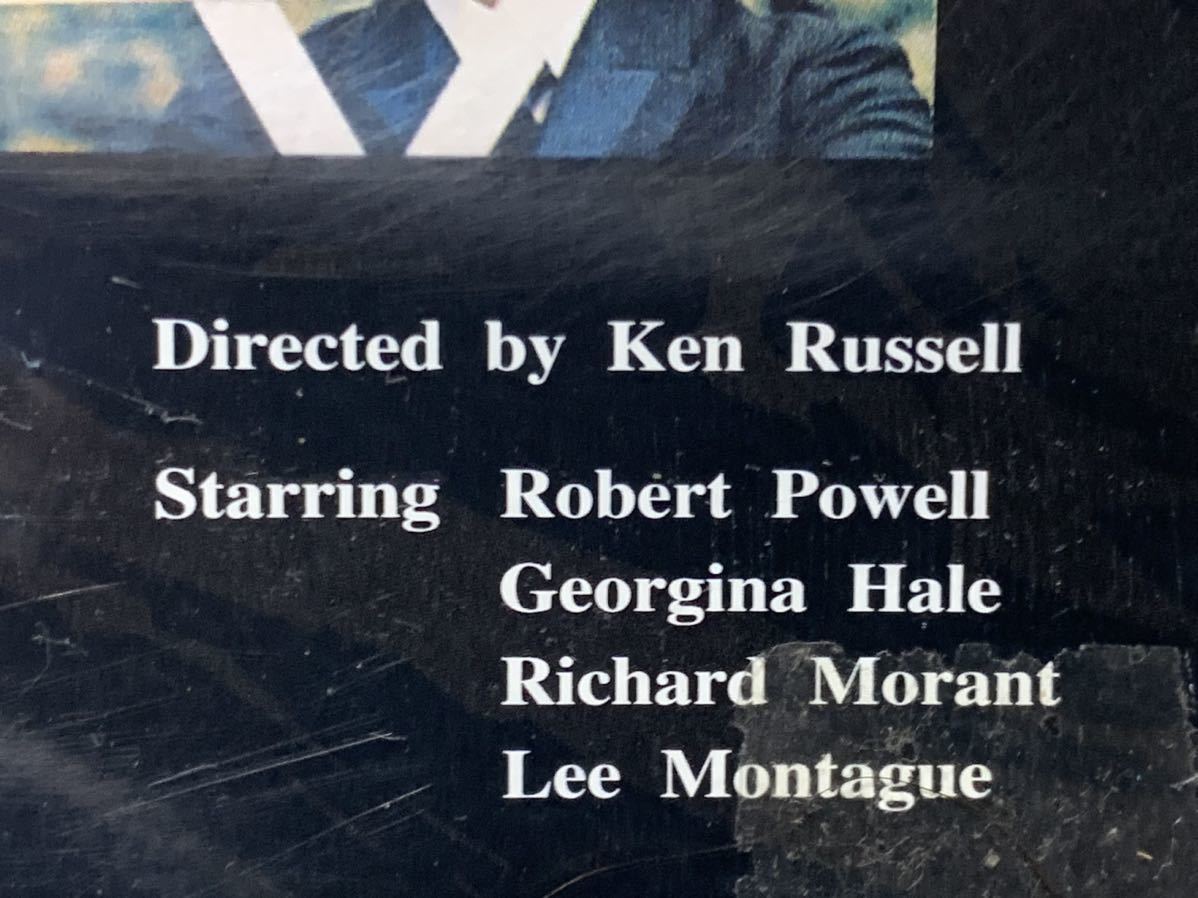 Directed by Ken Russell
Starring Robert Powell
Georgina Hale
Richard Morant
Lee Montague